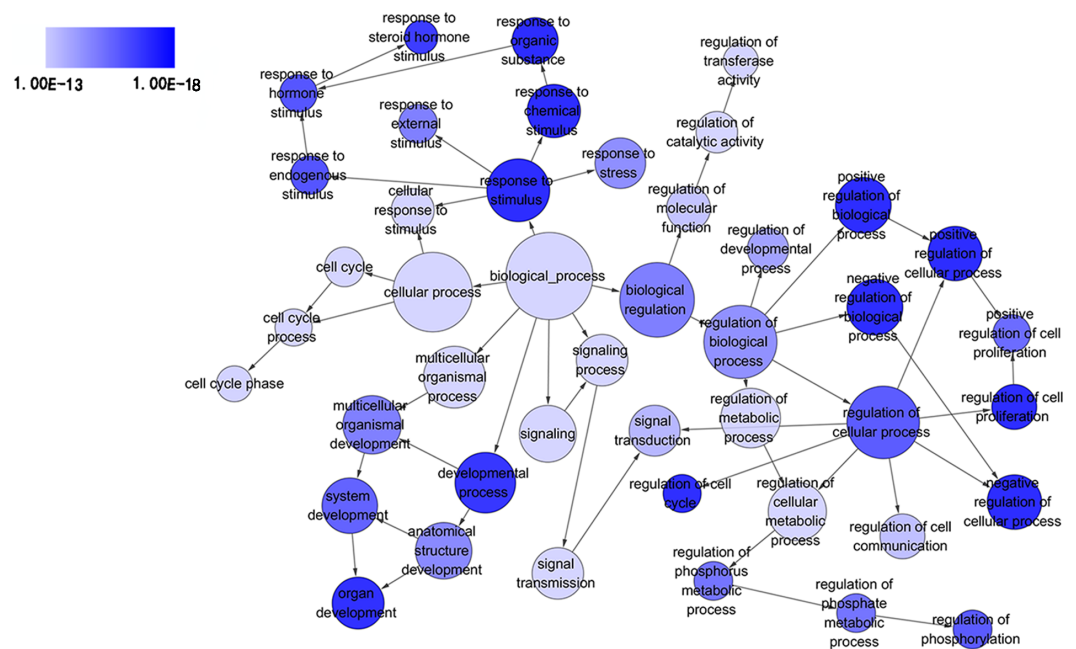 1.00E-13
1.00E-18
response to
steroid hormone
stimulus
response to
organic
substance
response to
hormone
stimulus
response to
external
stimulus
response to
chemical
stimulus
response to
endogenous
stimulus
response to
stimulus
response to
stress
cellular
response to
stimulus
regulation of
transferase
activity
regulation of
catalytic activity
regulation of
molecular
function
regulation of
developmental
process
positive
regulation of
biological
process
positive
regulation of
cellular process
negative
regulation of
biological
process
positive
regulation of cell
proliferation
regulation of cell
proliferation
cell cycle
cellular process
biological_process
biological
regulation
regulation of
biological
process
cell cycle
process
cell cycle phase
multicellular
organismal
process
signaling
process
signaling
multicellular
organismal
development
developmental
process
system
development
anatomical
structure
development
organ
development
signal
transmission
signal
transduction
regulation of
metabolic
process
regulation of
cellular process
regulation of cell
cycle
regulation of
cellular
metabolic
process
regulation of cell
communication
negative
regulation of
cellular process
regulation of
phosphorus
metabolic
process
regulation of
phosphate
metabolic
process
regulation of
phosphorylation